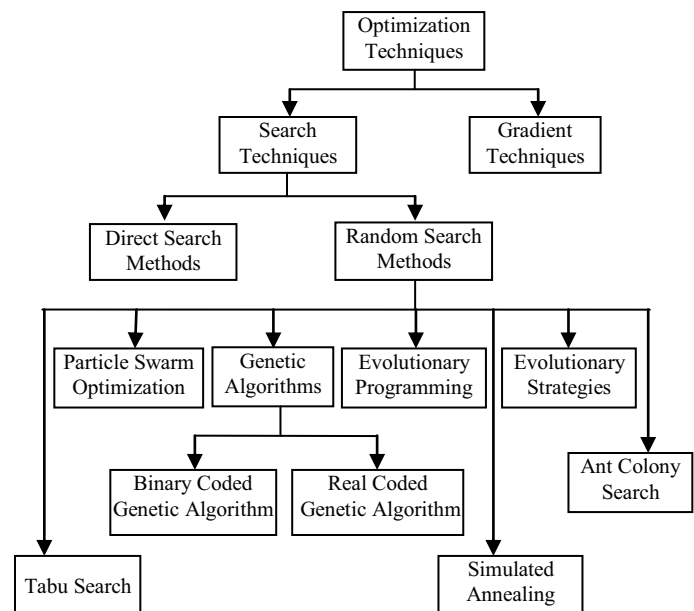 Optimization
Techniques
Search
Techniques
Gradient
Techniques
Direct Search
Methods
Random Search
Methods
Particle Swarm
Optimization
Genetic
Algorithms
Evolutionary
Programming
Evolutionary
Strategies
Binary Coded
Genetic Algorithm
Real Coded
Genetic Algorithm
Ant Colony
Search
Tabu Search
Simulated
Annealing